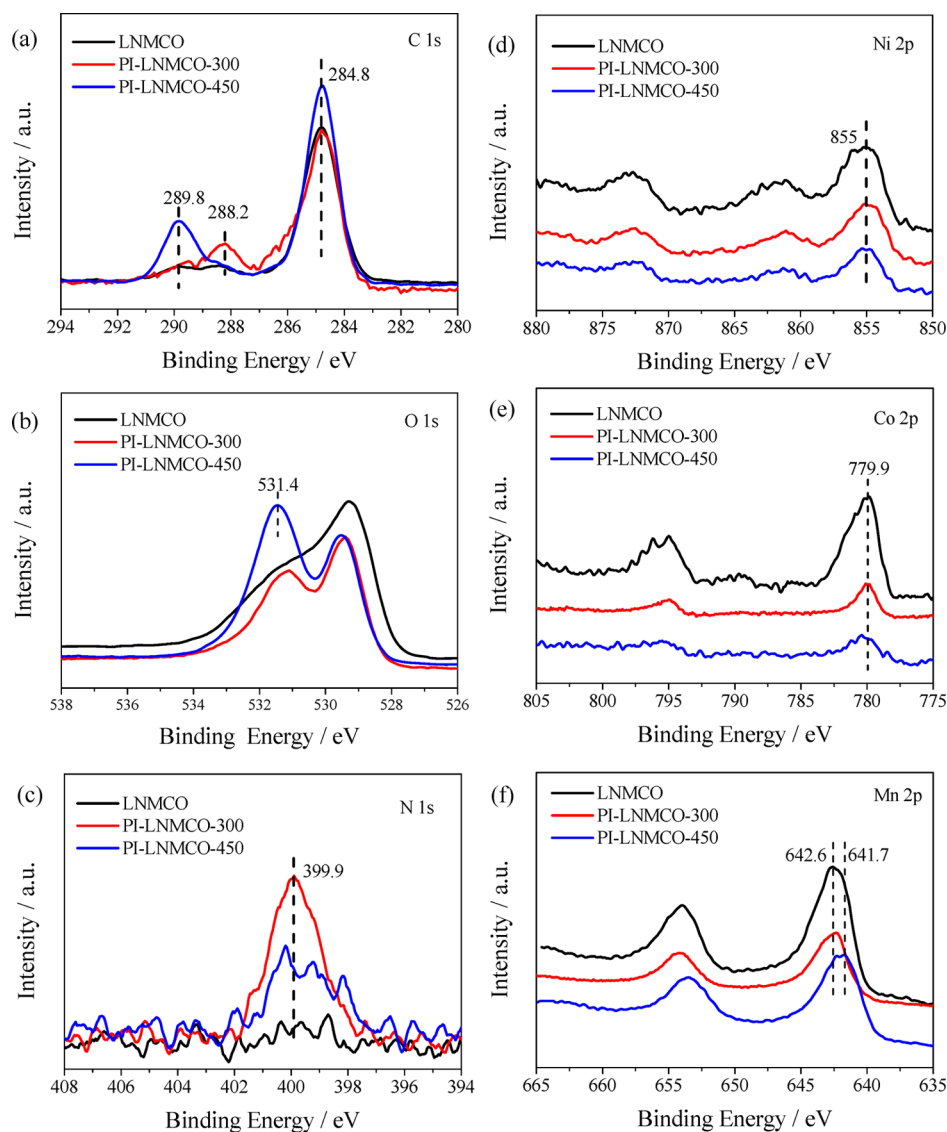 (a)
C 1s
LNMCO
PI-LNMCO-300
PI-LNMCO-450
284.8
289.8
288.2
Intensity / a.u.
294 292 290 288 286 284 282 280
Binding Energy / eV
(b)
O 1s
LNMCO
PI-LNMCO-300
PI-LNMCO-450
531.4
Intensity / a.u.
538 536 534 532 530 528 526
Binding Energy / eV
(c)
N 1s
LNMCO
PI-LNMCO-300
PI-LNMCO-450
399.9
Intensity / a.u.
408 406 404 402 400 398 396 394
Binding Energy / eV
(d)
Ni 2p
LNMCO
PI-LNMCO-300
PI-LNMCO-450
855
Intensity / a.u.
880 875 870 865 860 855 850
Binding Energy / eV
(e)
Co 2p
LNMCO
PI-LNMCO-300
PI-LNMCO-450
779.9
Intensity / a.u.
805 800 795 790 785 780 775
Binding Energy / eV
(f)
Mn 2p
LNMCO
PI-LNMCO-300
PI-LNMCO-450
642.6 641.7
Intensity / a.u.
665 660 655 650 645 640 635
Binding Energy / eV